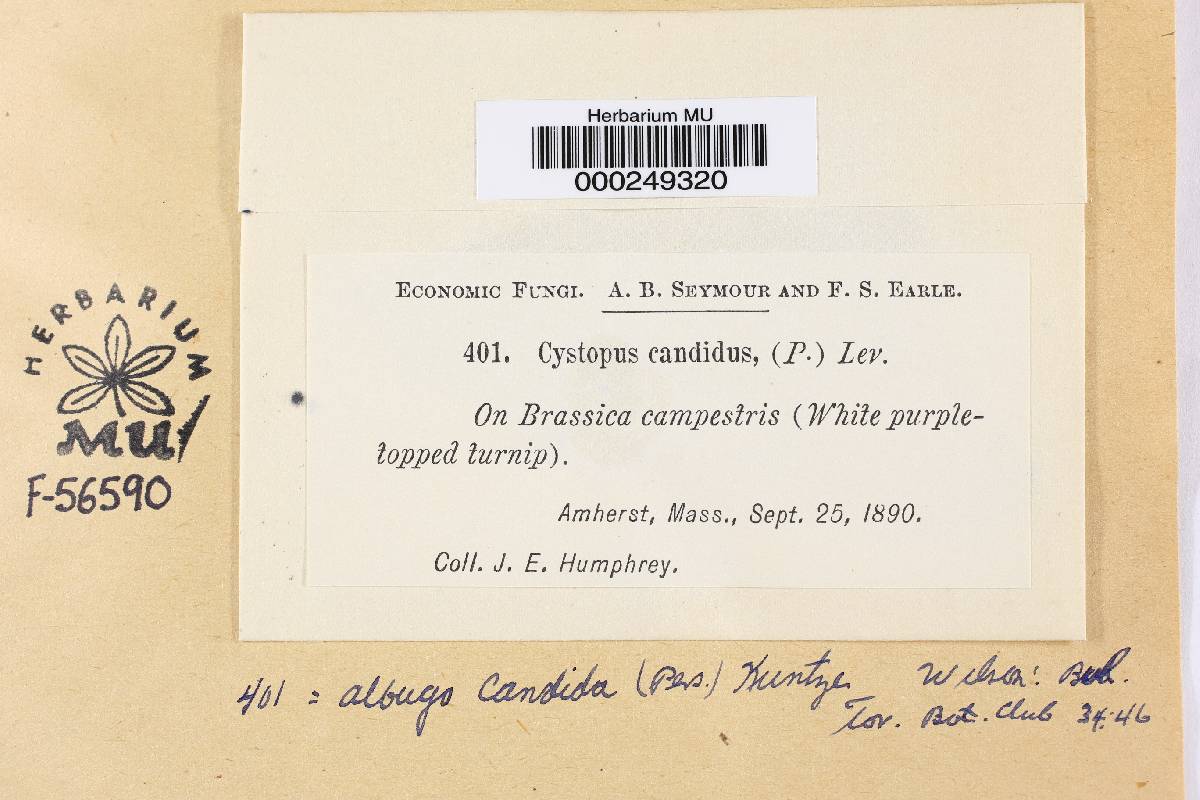 Herbarium MU
000249320
ECONOMIC FUNGI. A. B. SEYMOUR AND F. S. EARLE.
401. Cystopus candidus, (P.) Lev.
On Brassica campestris (White purple-
topped turnip).
Amherst, Mass., Sept. 25, 1890.
Coll. J. E. Humphrey.
HERBARIUM
MU
F-56590
401 = albugo candida (Pers.) Kuntze. Wilson: Bul.
Tor. Bot. Club 34:46